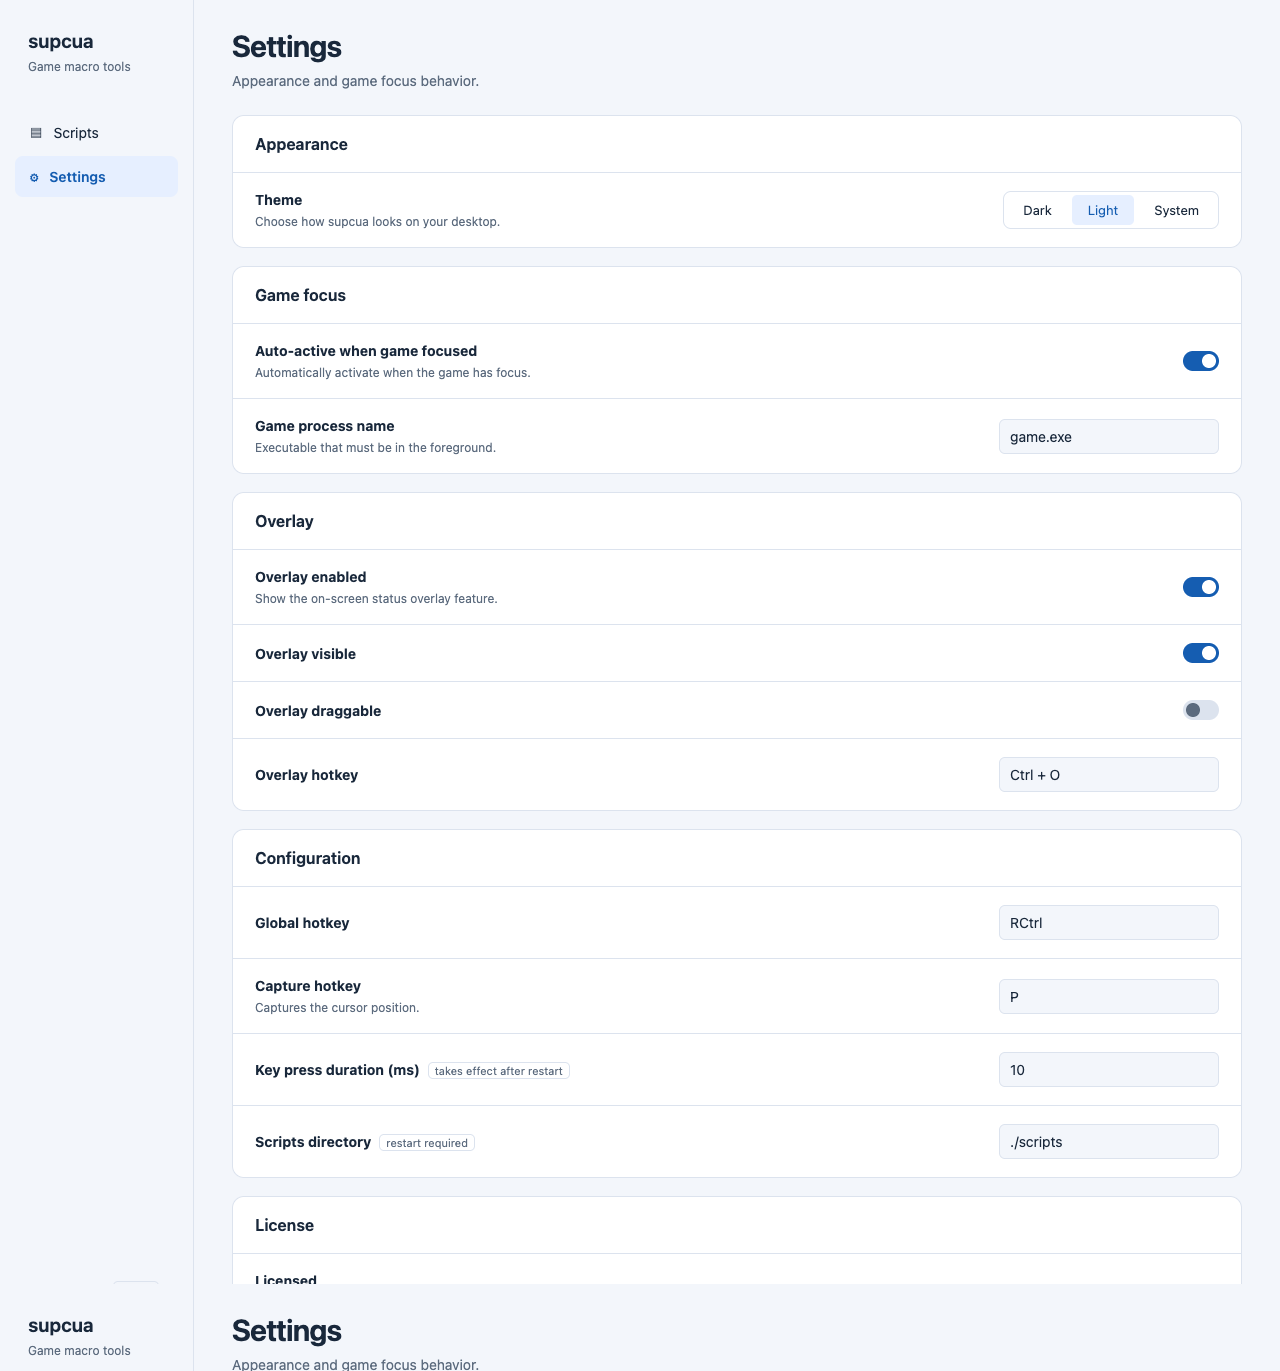 supcua
Game macro tools
Scripts
Settings
Settings
Appearance and game focus behavior.
Appearance
Theme
Choose how supcua looks on your desktop.
Dark
Light
System
Game focus
Auto-active when game focused
Automatically activate when the game has focus.
Game process name
Executable that must be in the foreground.
game.exe
Overlay
Overlay enabled
Show the on-screen status overlay feature.
Overlay visible
Overlay draggable
Overlay hotkey
Ctrl + O
Configuration
Global hotkey
RCtrl
Capture hotkey
Captures the cursor position.
P
Key press duration (ms) takes effect after restart
10
Scripts directory restart required
./scripts
License
Licensed
supcua
Game macro tools
Settings
Appearance and game focus behavior.